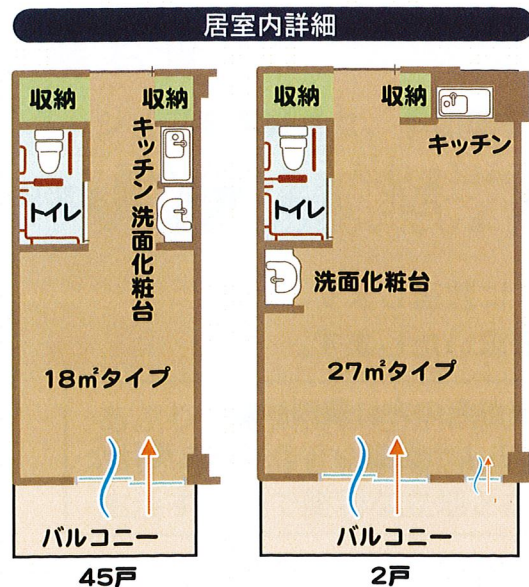 居室内詳細
収納
収納
キッチン
洗面化粧台
トイレ
18㎡タイプ
バルコニー
45戸
収納
収納
キッチン
トイレ
洗面化粧台
27㎡タイプ
バルコニー
2戸